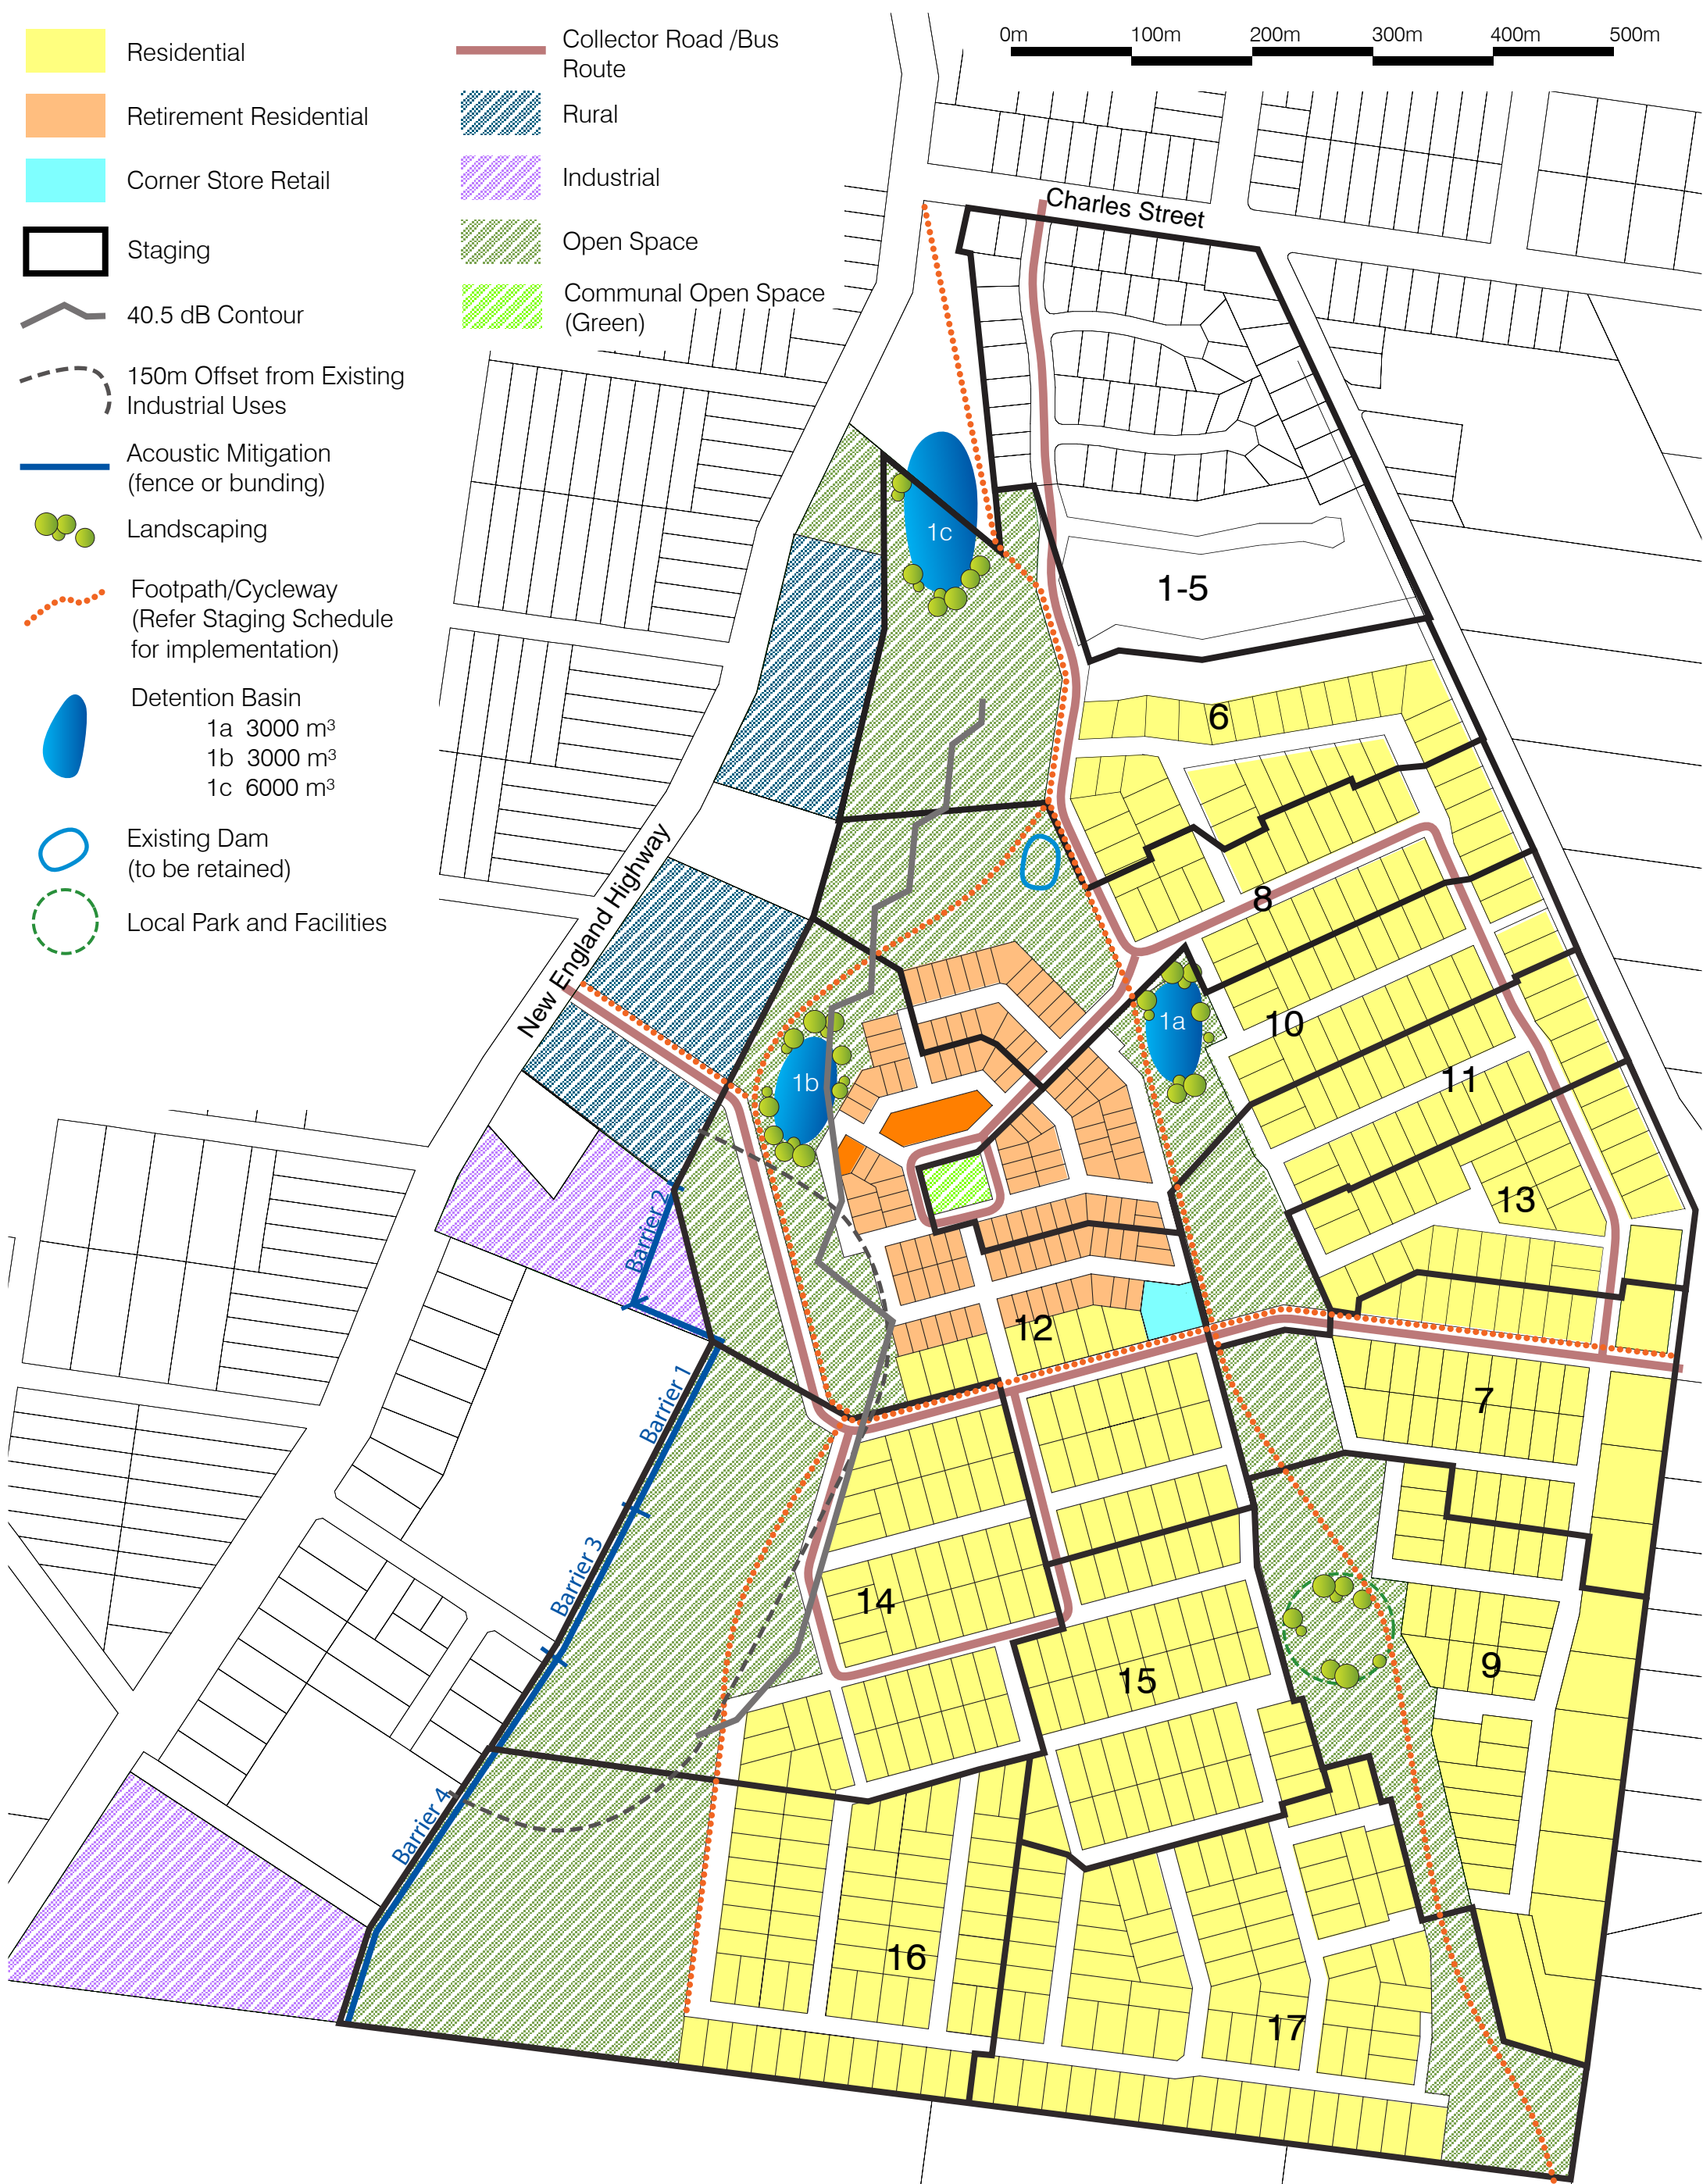 Residential
Retirement Residential
Corner Store Retail
Staging
40.5 dB Contour
150m Offset from Existing
Industrial Uses
Acoustic Mitigation
(fence or bunding)
Landscaping
Footpath/Cycleway
(Refer Staging Schedule
for implementation)
Detention Basin
1a 3000 m³
1b 3000 m³
1c 6000 m³
Existing Dam
(to be retained)
Local Park and Facilities
Collector Road /Bus
Route
Rural
Industrial
Open Space
Communal Open Space
(Green)
0m 100m 200m 300m 400m 500m
Charles Street
1c
1-5
6
8
New England Highway
1a
10
1b
11
13
Barrier 2
12
Barrier 1
7
Barrier 3
14
15
9
Barrier 4
16
17